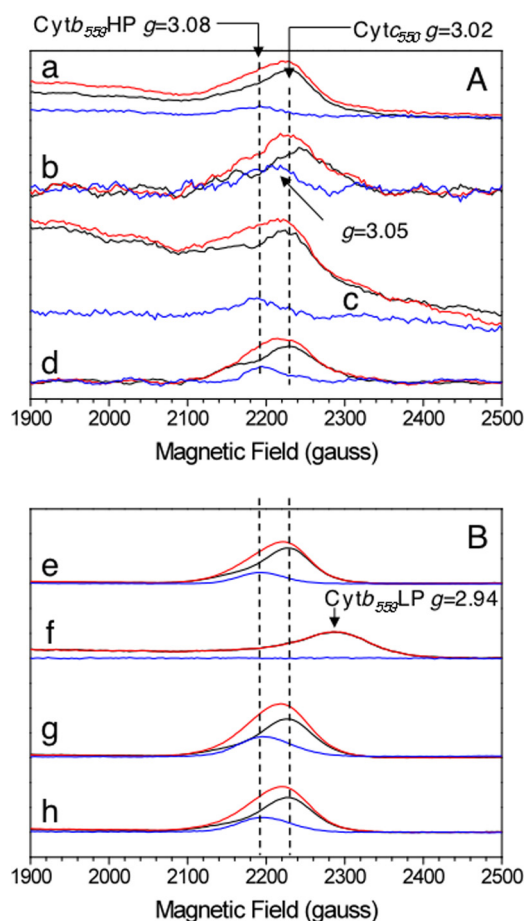 Cytb₅₅₉HP g=3.08
Cytc₅₅₀ g=3.02
a
A
b
g=3.05
c
d
1900 2000 2100 2200 2300 2400 2500
Magnetic Field (gauss)
B
e
Cytb₅₅₉LP g=2.94
f
g
h
1900 2000 2100 2200 2300 2400 2500
Magnetic Field (gauss)